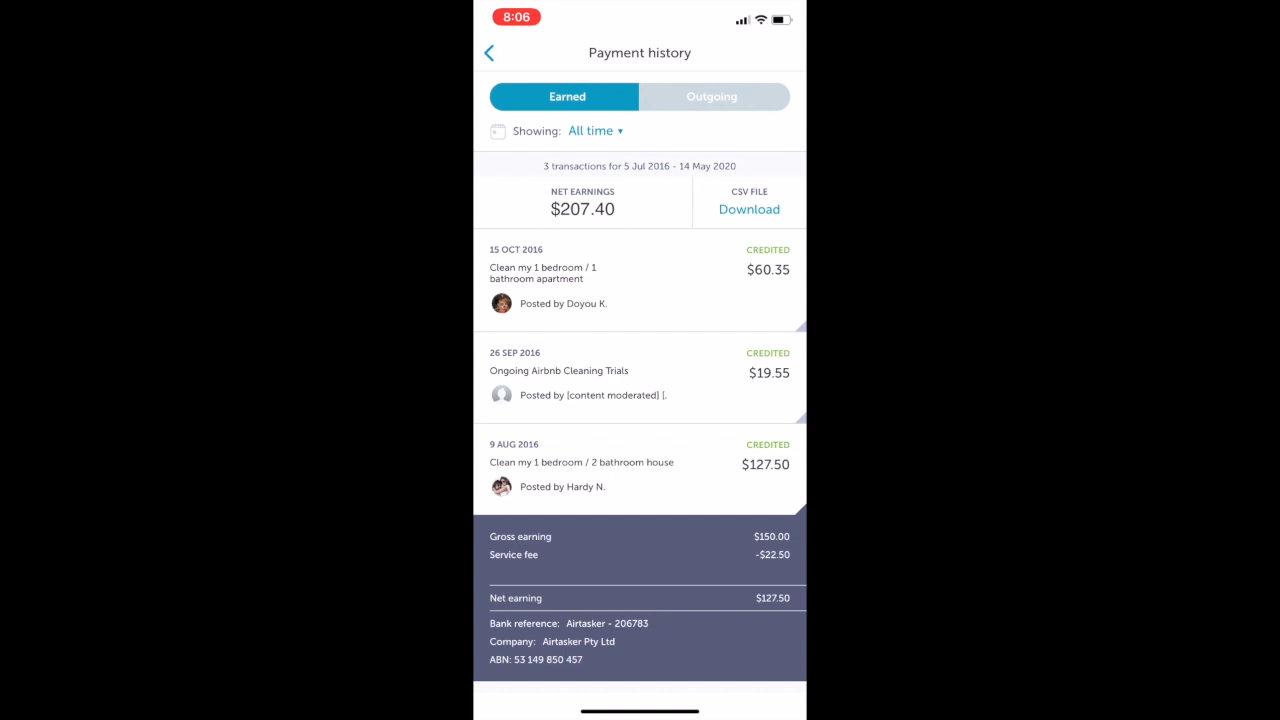 8:06
Payment history
Earned
Outgoing
Showing: All time
3 transactions for 5 Jul 2016 - 14 May 2020
NET EARNINGS
$207.40
CSV FILE
Download
15 OCT 2016
CREDITED
Clean my 1 bedroom / 1
bathroom apartment
$60.35
Posted by Doyou K.
26 SEP 2016
CREDITED
Ongoing Airbnb Cleaning Trials
$19.55
Posted by [content moderated] [.
9 AUG 2016
CREDITED
Clean my 1 bedroom / 2 bathroom house
$127.50
Posted by Hardy N.
Gross earning $150.00
Service fee -$22.50
Net earning $127.50
Bank reference: Airtasker - 206783
Company: Airtasker Pty Ltd
ABN: 53 149 850 457